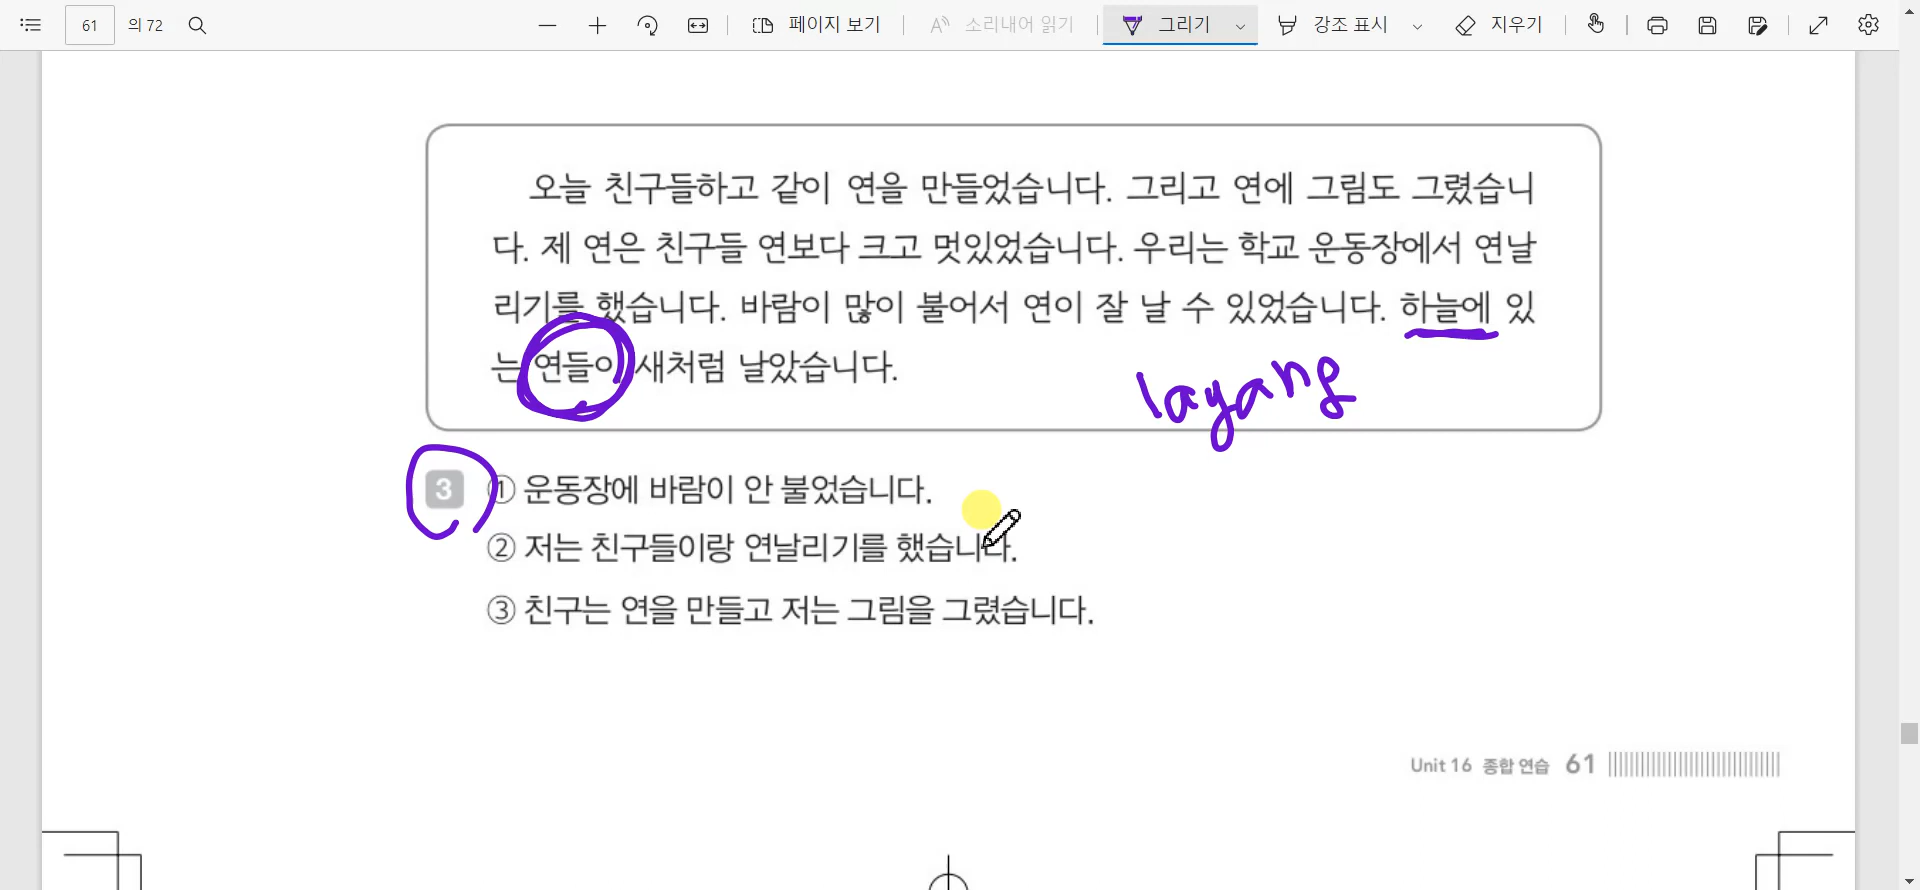 61 의 72 페이지 보기 소리내어 읽기 그리기 강조 표시 지우기
오늘 친구들하고 같이 연을 만들었습니다. 그리고 연에 그림도 그렸습니
다. 제 연은 친구들 연보다 크고 멋있었습니다. 우리는 학교 운동장에서 연날
리기를 했습니다. 바람이 많이 불어서 연이 잘 날 수 있었습니다. 하늘에 있
는 연들이 새처럼 날았습니다.
layang
3 ① 운동장에 바람이 안 불었습니다.
② 저는 친구들이랑 연날리기를 했습니다.
③ 친구는 연을 만들고 저는 그림을 그렸습니다.
Unit 16 종합 연습 61